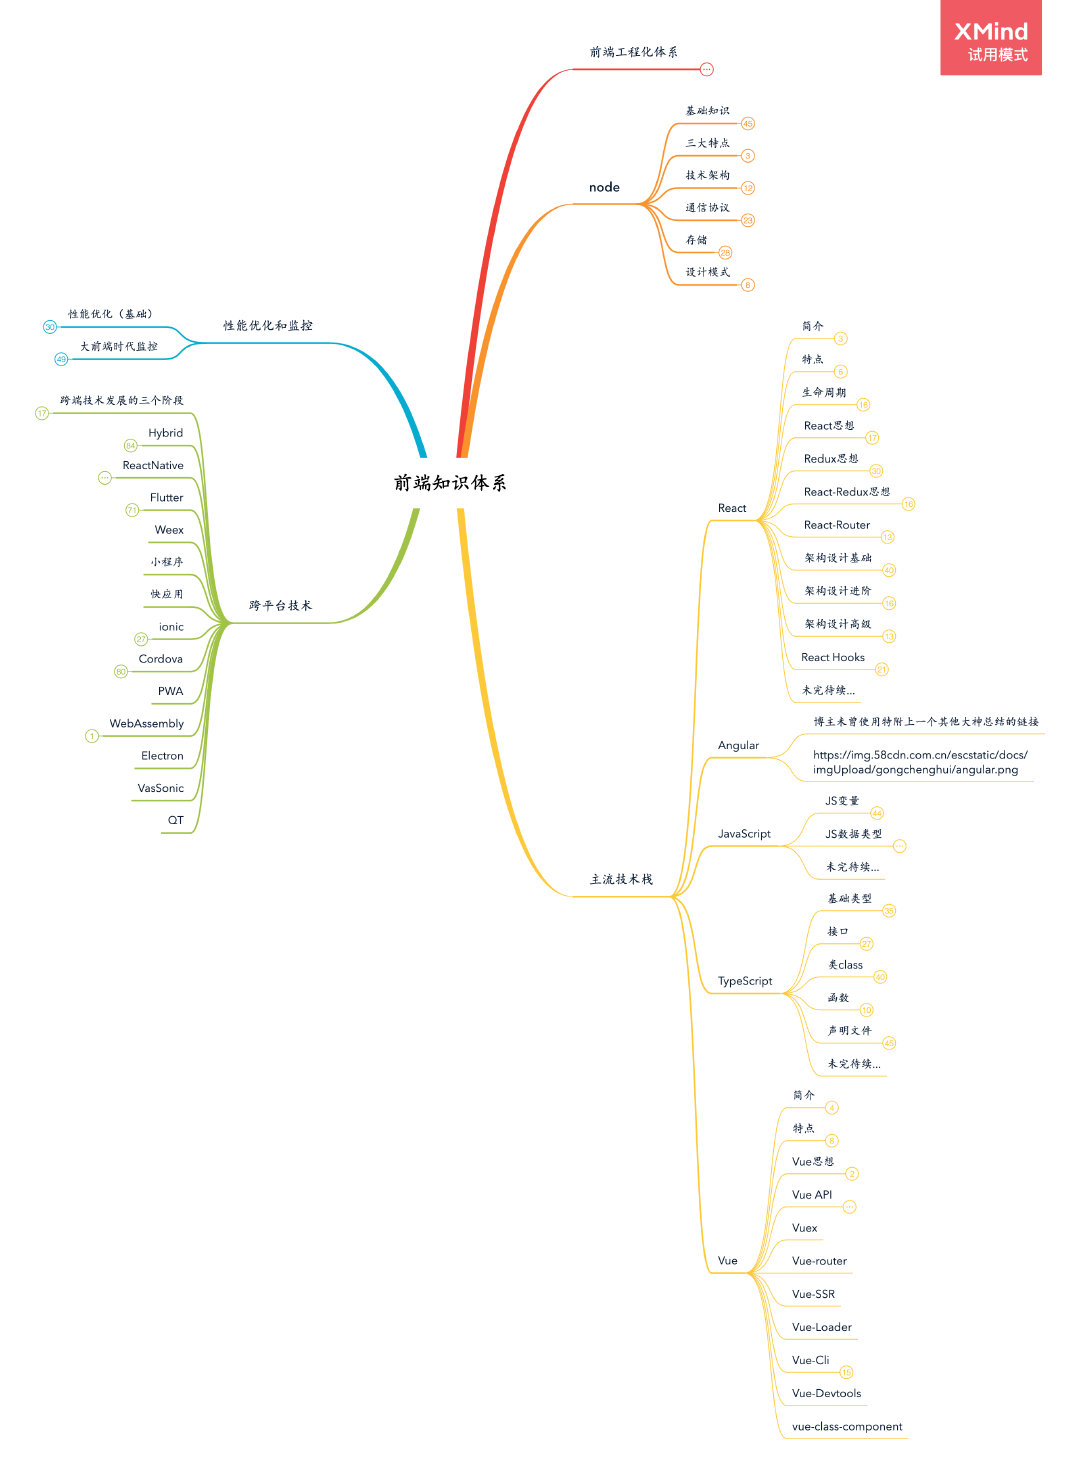 XMind
试用模式
前端工程化体系
...
node
基础知识
45
三大特点
3
技术架构
12
通信协议
23
存储
28
设计模式
8
性能优化和监控
性能优化（基础）
30
大前端时代监控
49
前端知识体系
跨平台技术
跨端技术发展的三个阶段
17
Hybrid
84
ReactNative
...
Flutter
71
Weex
小程序
快应用
ionic
27
Cordova
80
PWA
WebAssembly
1
Electron
VasSonic
QT
主流技术栈
React
简介
3
特点
6
生命周期
18
React思想
17
Redux思想
30
React-Redux思想
16
React-Router
13
架构设计基础
40
架构设计进阶
16
架构设计高级
13
React Hooks
21
未完待续...
Angular
博主未曾使用特附上一个其他大神总结的链接
https://img.58cdn.com.cn/escstatic/docs/
imgUpload/gongchenghui/angular.png
JavaScript
JS变量
44
JS数据类型
...
未完待续...
TypeScript
基础类型
35
接口
27
类class
40
函数
10
声明文件
45
未完待续...
Vue
简介
4
特点
8
Vue思想
2
Vue API
...
Vuex
Vue-router
Vue-SSR
Vue-Loader
Vue-Cli
15
Vue-Devtools
vue-class-component